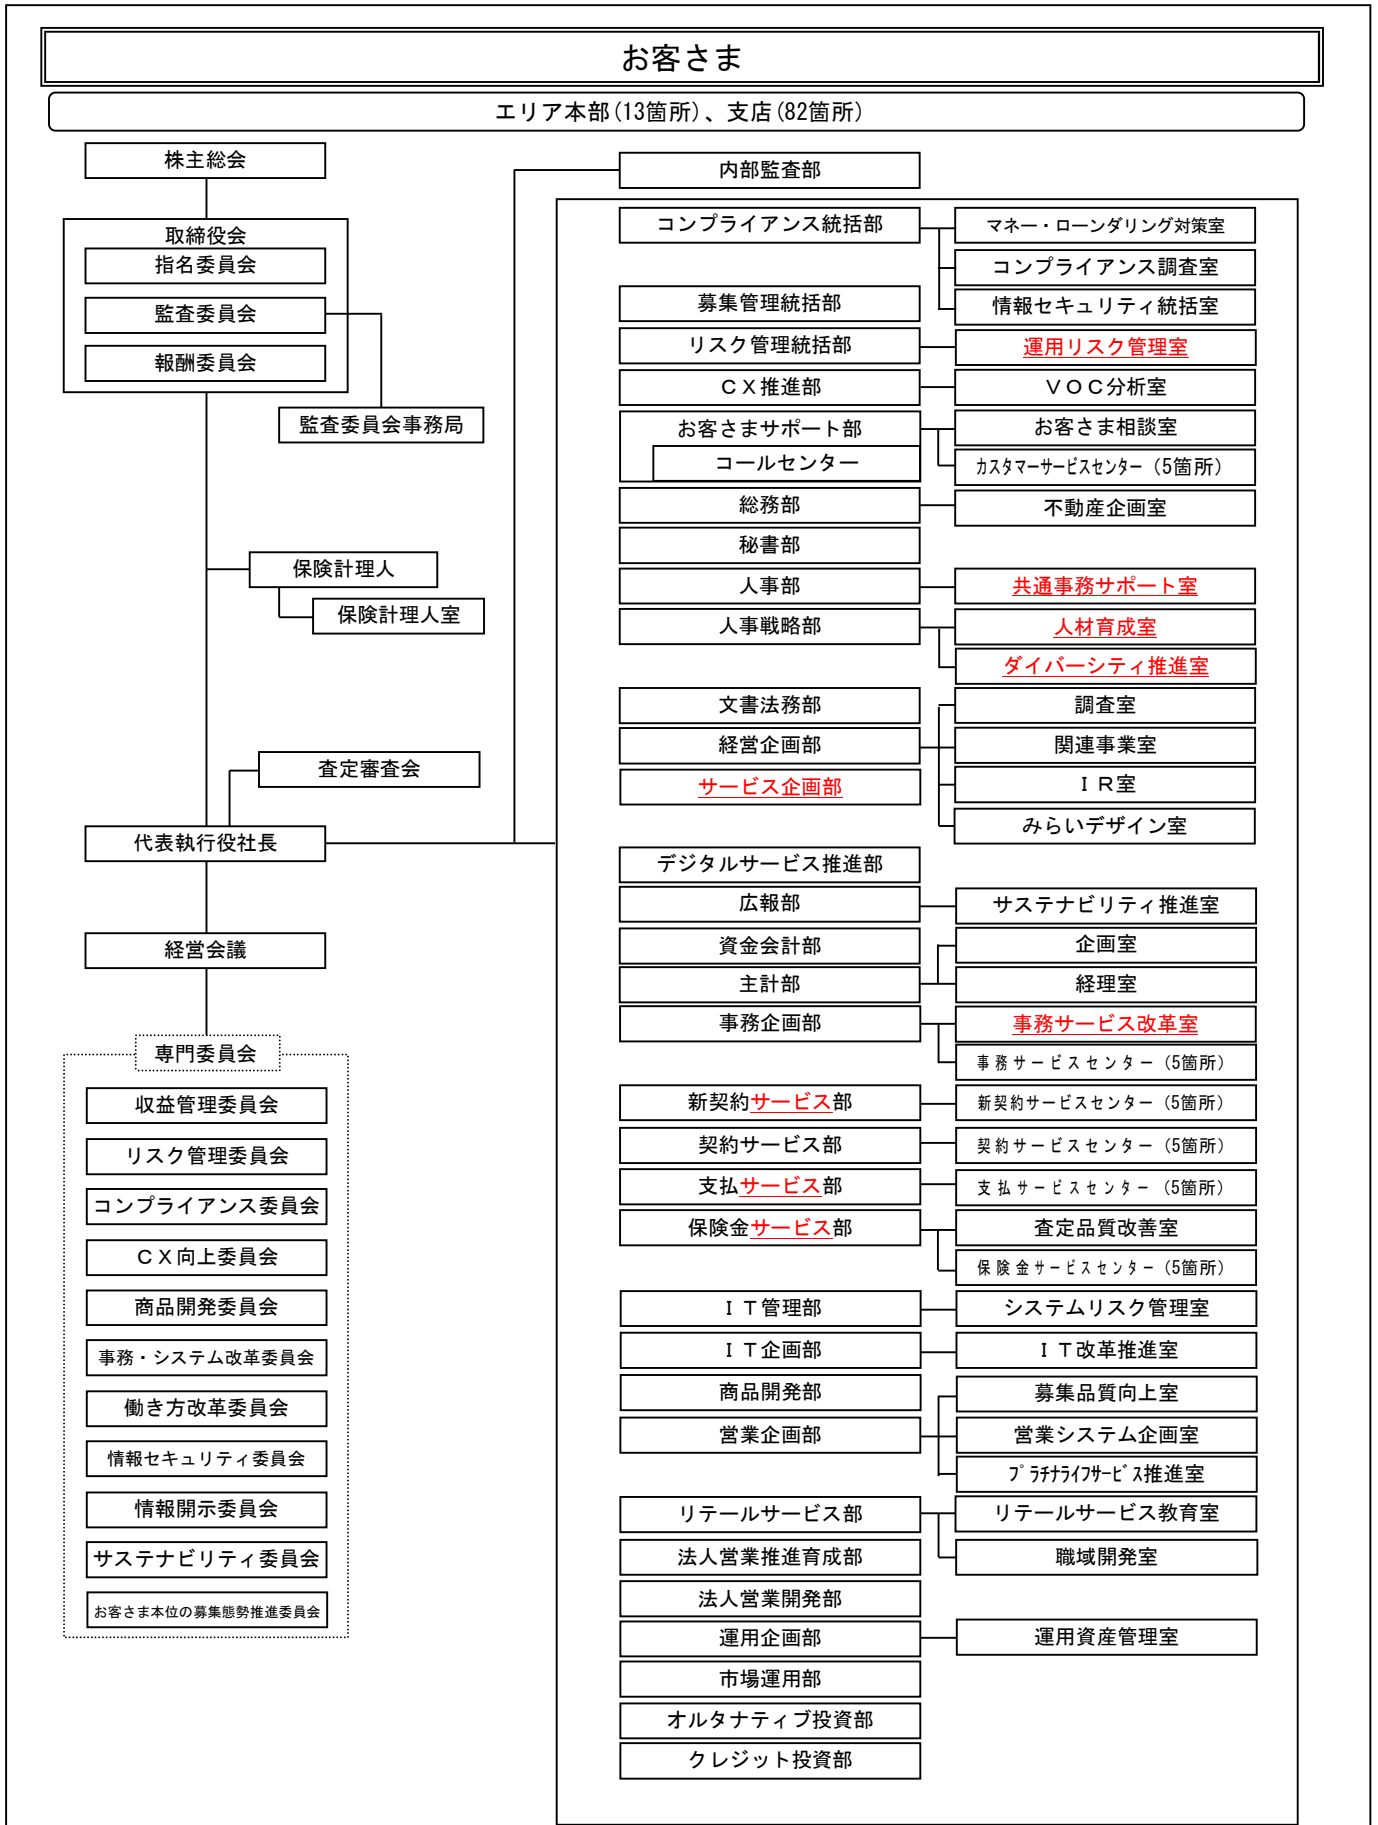 お客さま
エリア本部(13箇所)、支店(82箇所)
株主総会
取締役会
指名委員会
監査委員会
報酬委員会
監査委員会事務局
保険計理人
保険計理人室
査定審査会
代表執行役社長
経営会議
専門委員会
収益管理委員会
リスク管理委員会
コンプライアンス委員会
ＣＸ向上委員会
商品開発委員会
事務・システム改革委員会
働き方改革委員会
情報セキュリティ委員会
情報開示委員会
サステナビリティ委員会
お客さま本位の募集態勢推進委員会
内部監査部
コンプライアンス統括部
マネー・ローンダリング対策室
コンプライアンス調査室
情報セキュリティ統括室
募集管理統括部
リスク管理統括部
運用リスク管理室
ＣＸ推進部
ＶＯＣ分析室
お客さまサポート部
コールセンター
お客さま相談室
カスタマーサービスセンター（5箇所）
総務部
不動産企画室
秘書部
人事部
共通事務サポート室
人事戦略部
人材育成室
ダイバーシティ推進室
文書法務部
調査室
経営企画部
関連事業室
サービス企画部
ＩＲ室
みらいデザイン室
デジタルサービス推進部
広報部
サステナビリティ推進室
資金会計部
企画室
主計部
経理室
事務企画部
事務サービス改革室
事務サービスセンター（5箇所）
新契約サービス部
新契約サービスセンター（5箇所）
契約サービス部
契約サービスセンター（5箇所）
支払サービス部
支払サービスセンター（5箇所）
保険金サービス部
査定品質改善室
保険金サービスセンター（5箇所）
ＩＴ管理部
システムリスク管理室
ＩＴ企画部
ＩＴ改革推進室
商品開発部
募集品質向上室
営業企画部
営業システム企画室
プラチナライフサービス推進室
リテールサービス部
リテールサービス教育室
法人営業推進育成部
職域開発室
法人営業開発部
運用企画部
運用資産管理室
市場運用部
オルタナティブ投資部
クレジット投資部